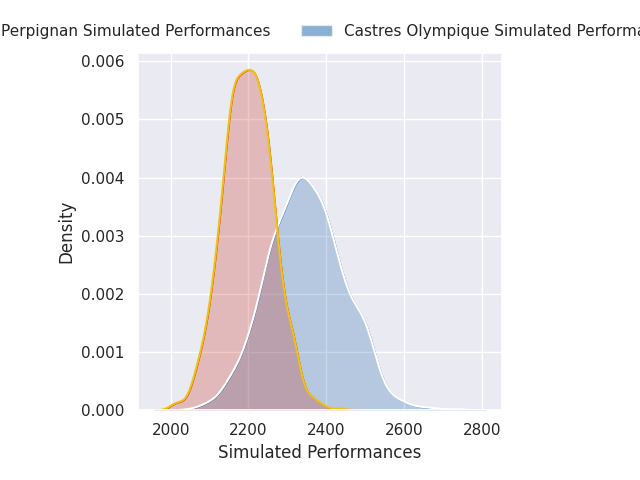 Perpignan Simulated Performances Castres Olympique Simulated
0.006
0.005
0.004
0.003
0.002
0.001
0.000
Density
2000 2200 2400 2600 2800
Simulated Performances